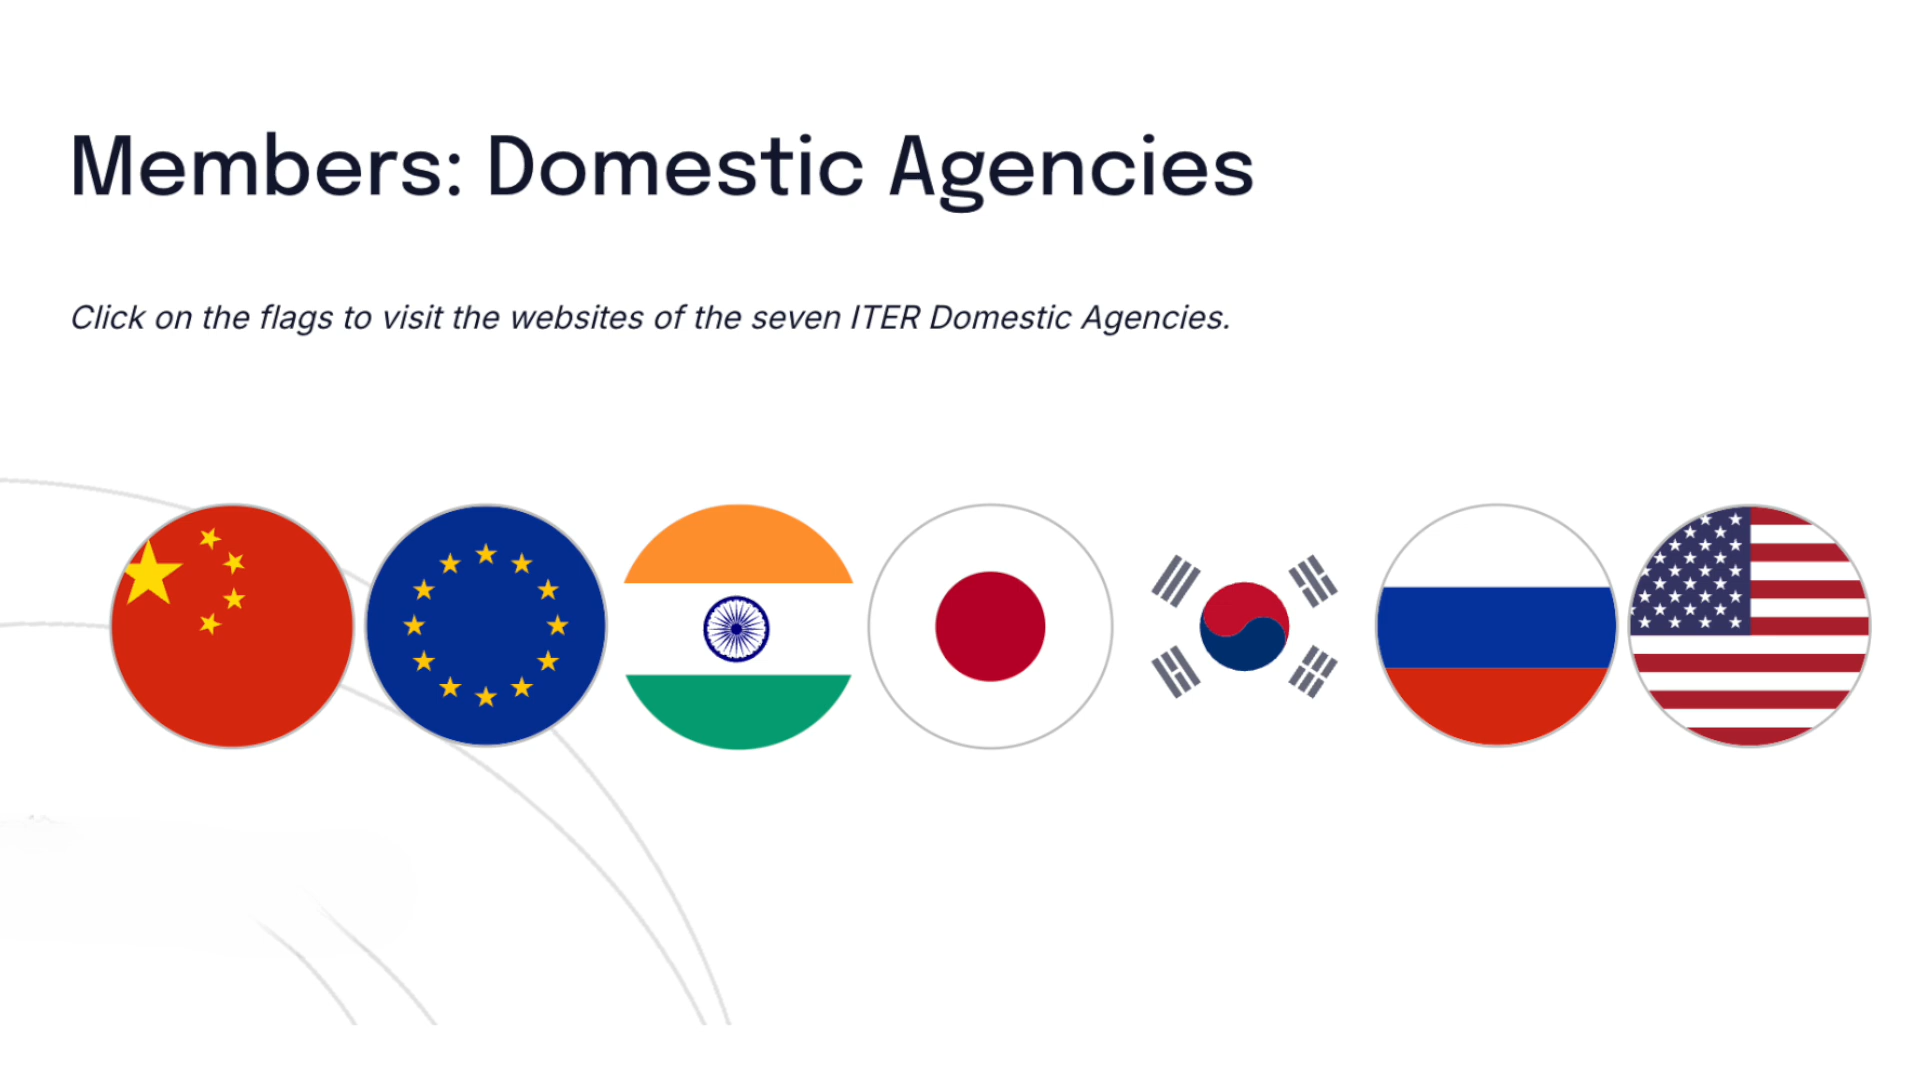 Members: Domestic Agencies
Click on the flags to visit the websites of the seven ITER Domestic Agencies.